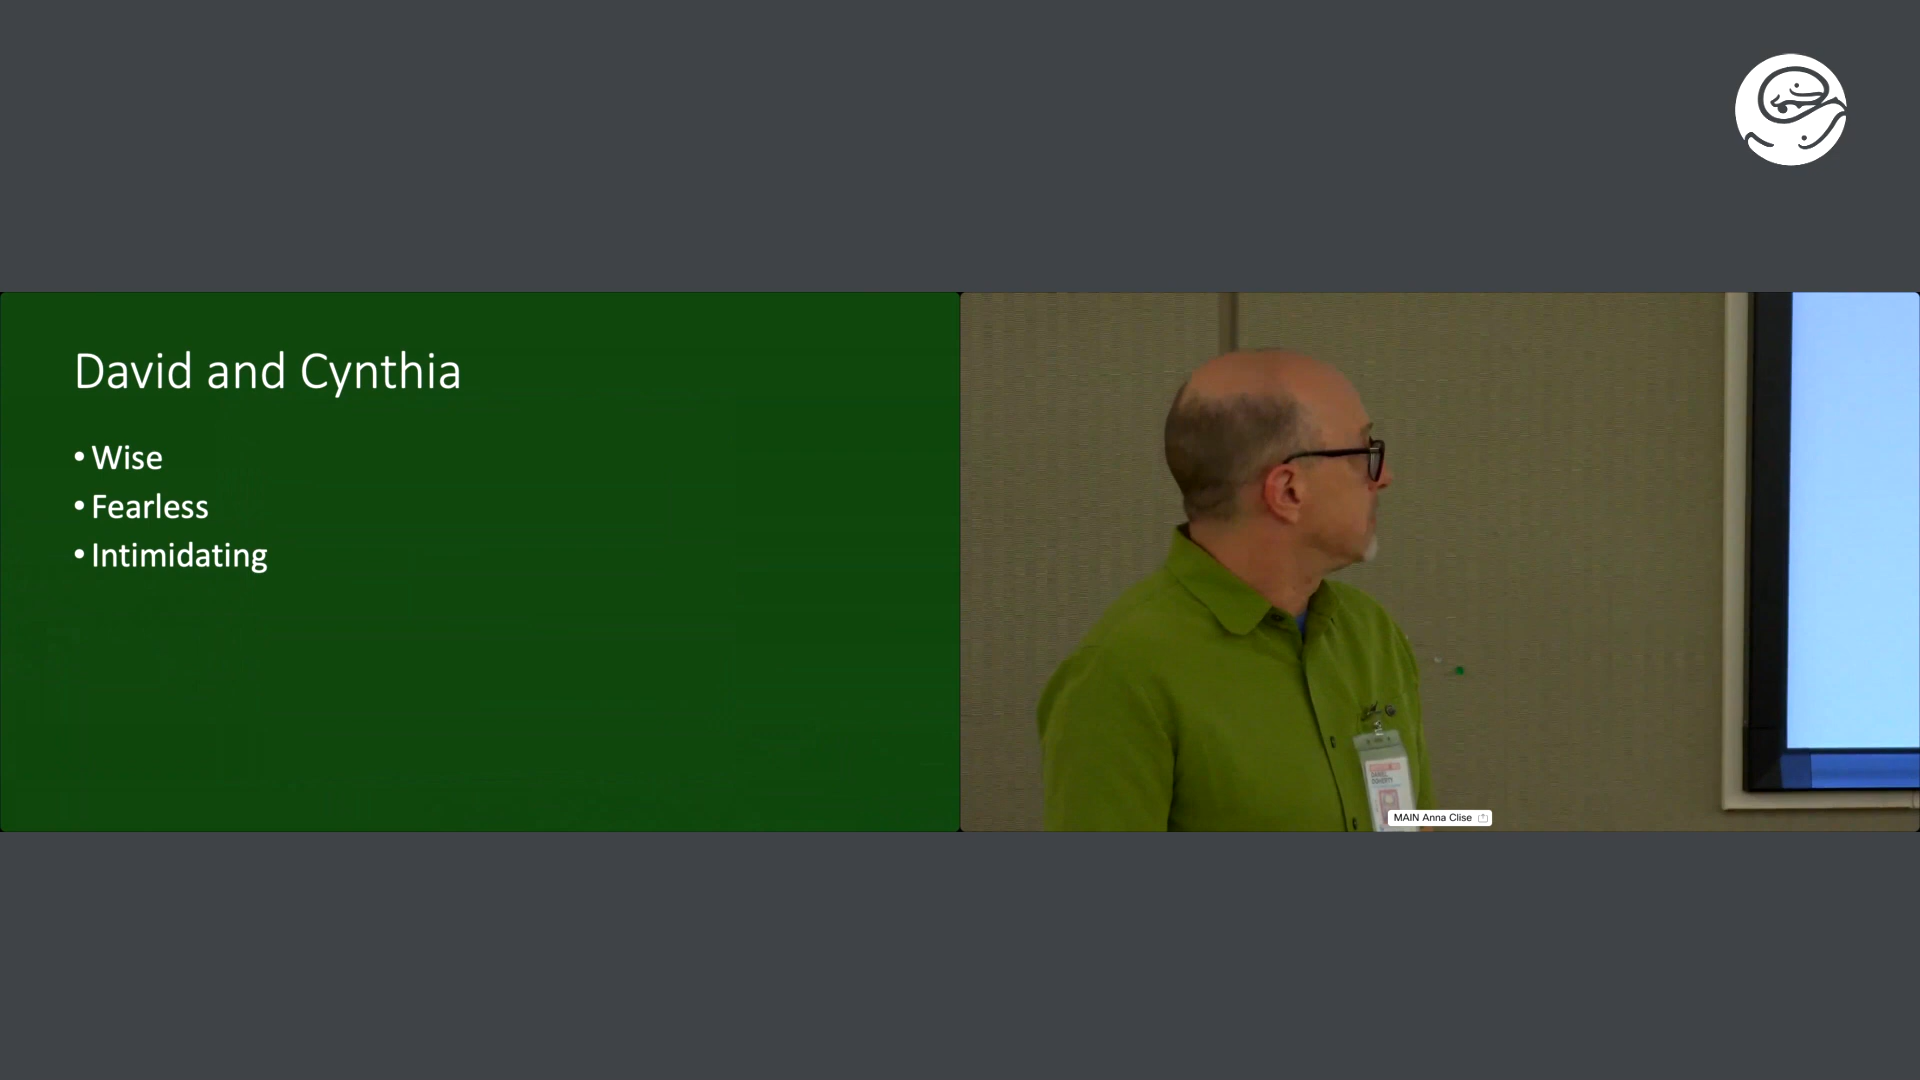 David and Cynthia
• Wise
• Fearless
• Intimidating
MAIN Anna Clise